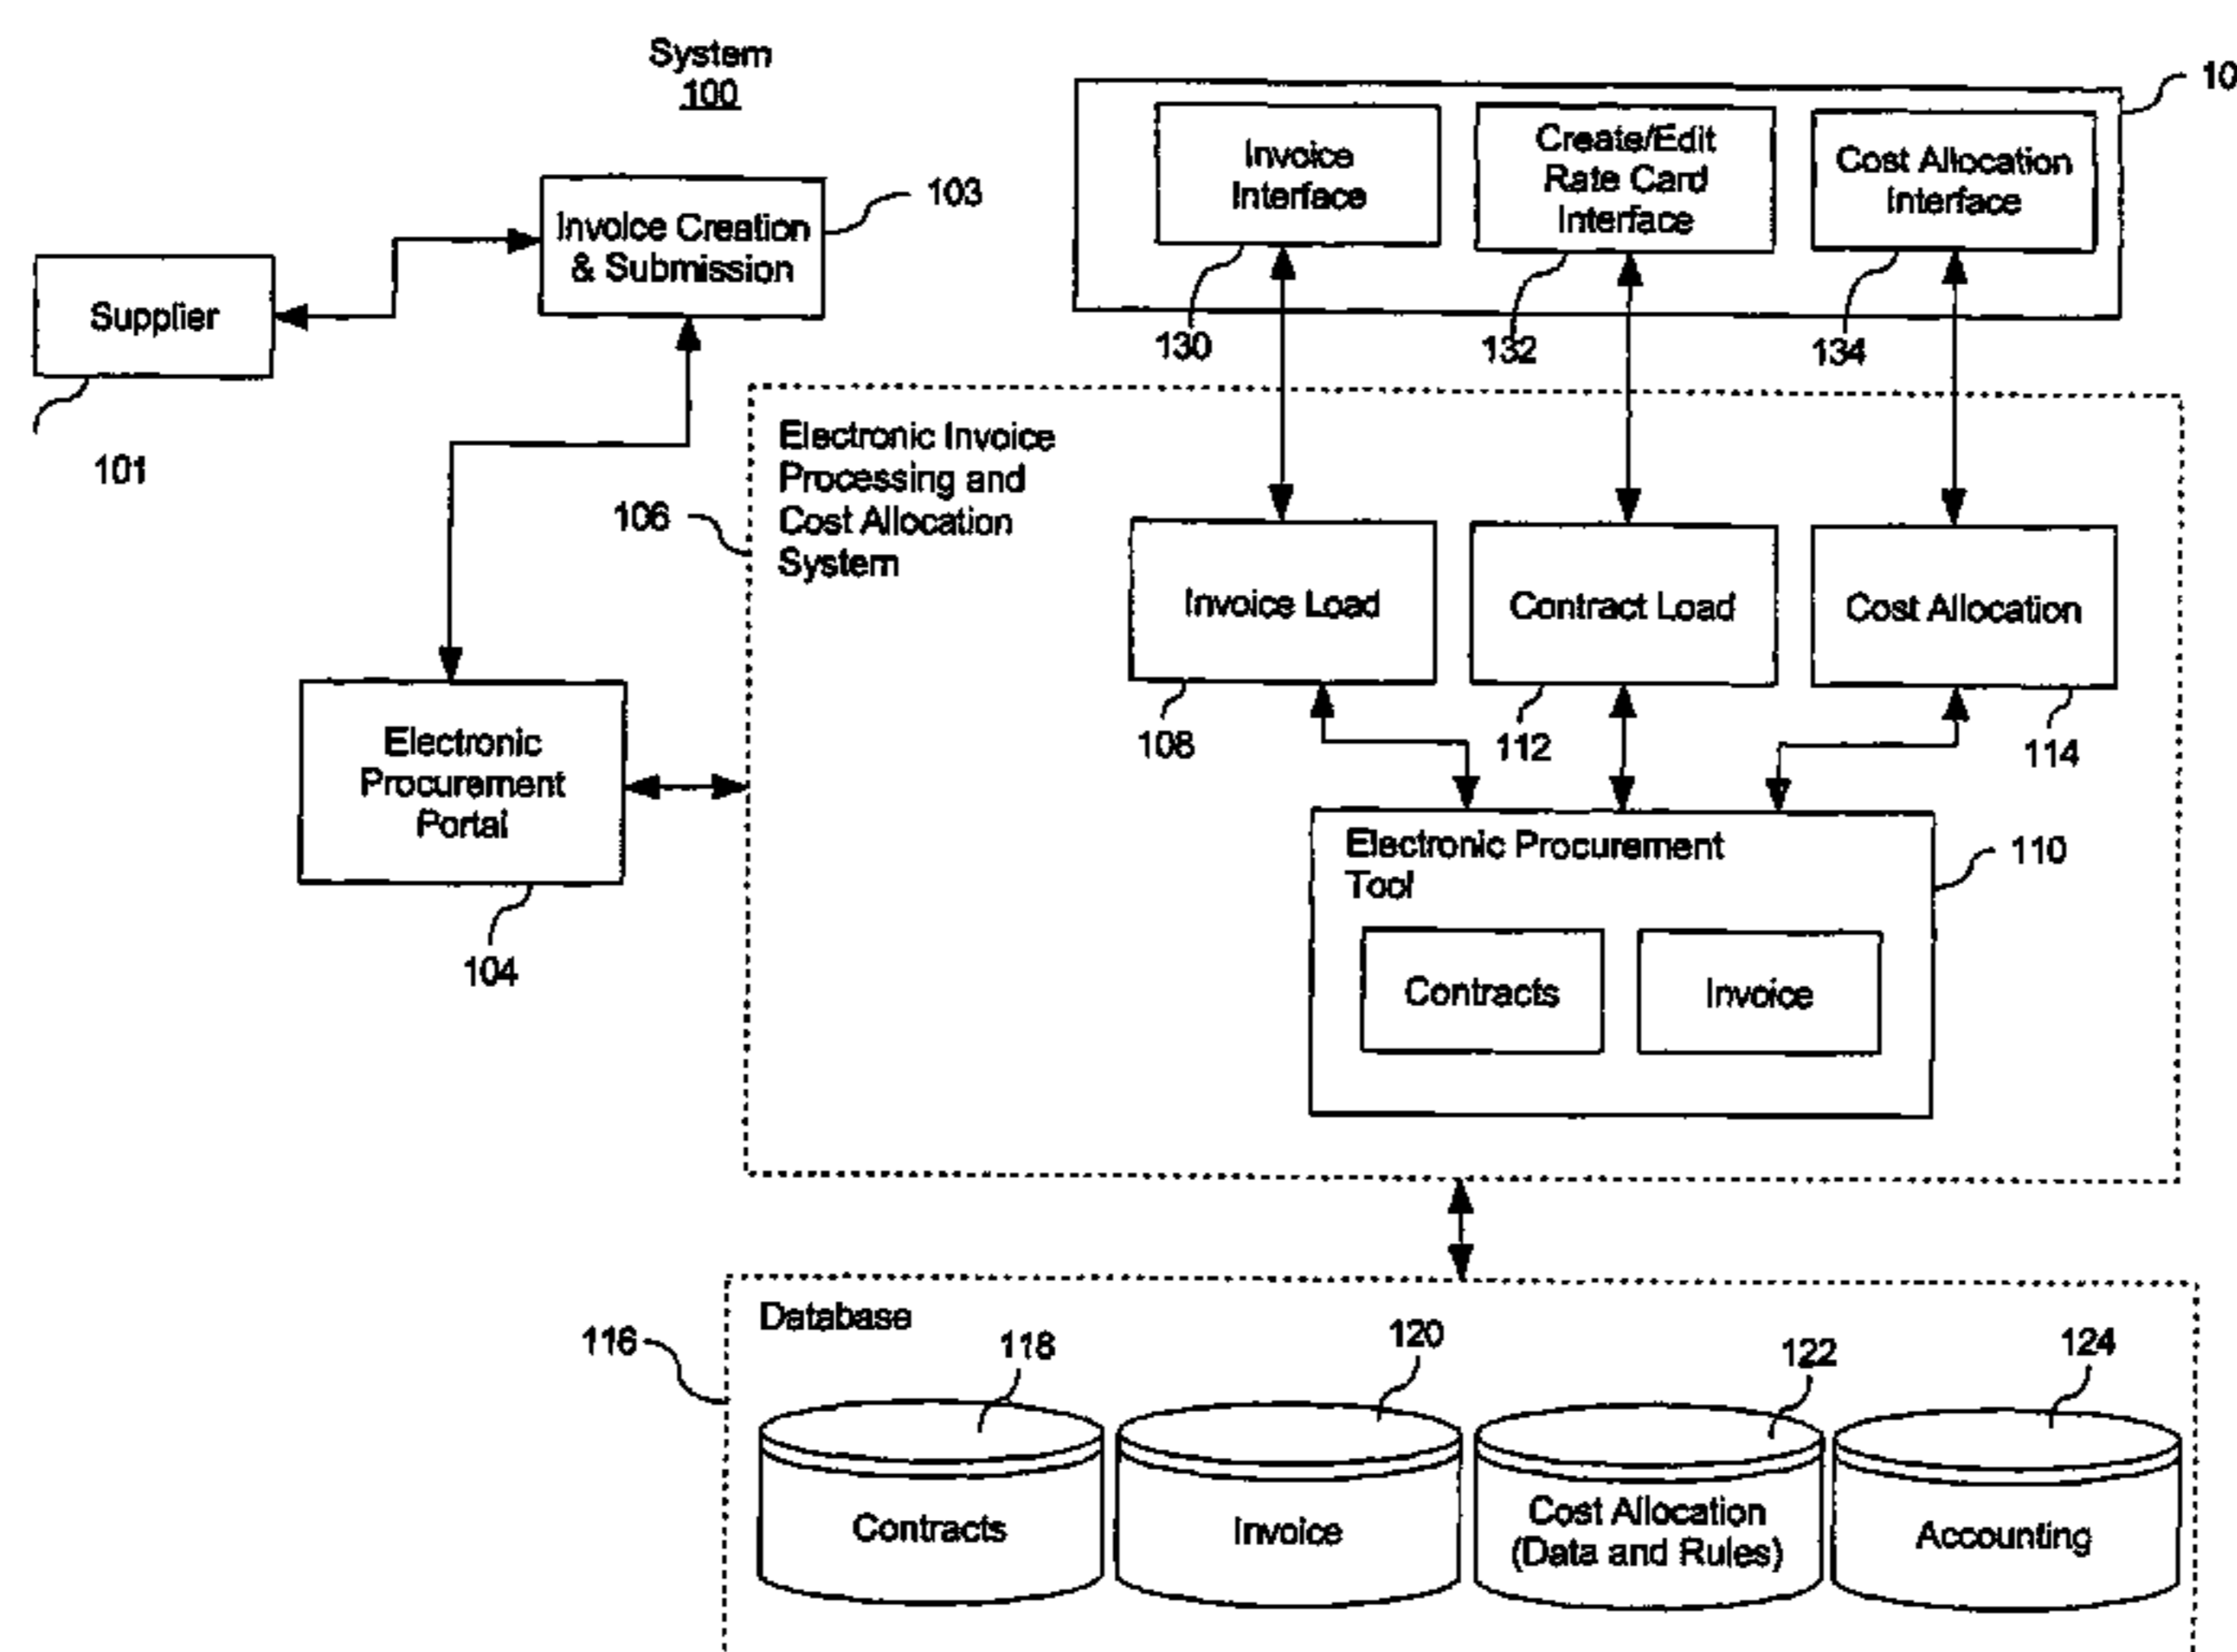 System
100
10
Invoice
Interface
Create/Edit
Rate Card
Interface
Cost Allocation
Interface
103
Invoice Creation
& Submission
Supplier
130
132
134
101
Electronic Invoice
Processing and
Cost Allocation
System
106
Invoice Load
Contract Load
Cost Allocation
108
112
114
Electronic
Procurement
Portal
104
Electronic Procurement
Tool
110
Contracts
Invoice
Database
116
118
120
122
124
Contracts
Invoice
Cost Allocation
(Data and Rules)
Accounting